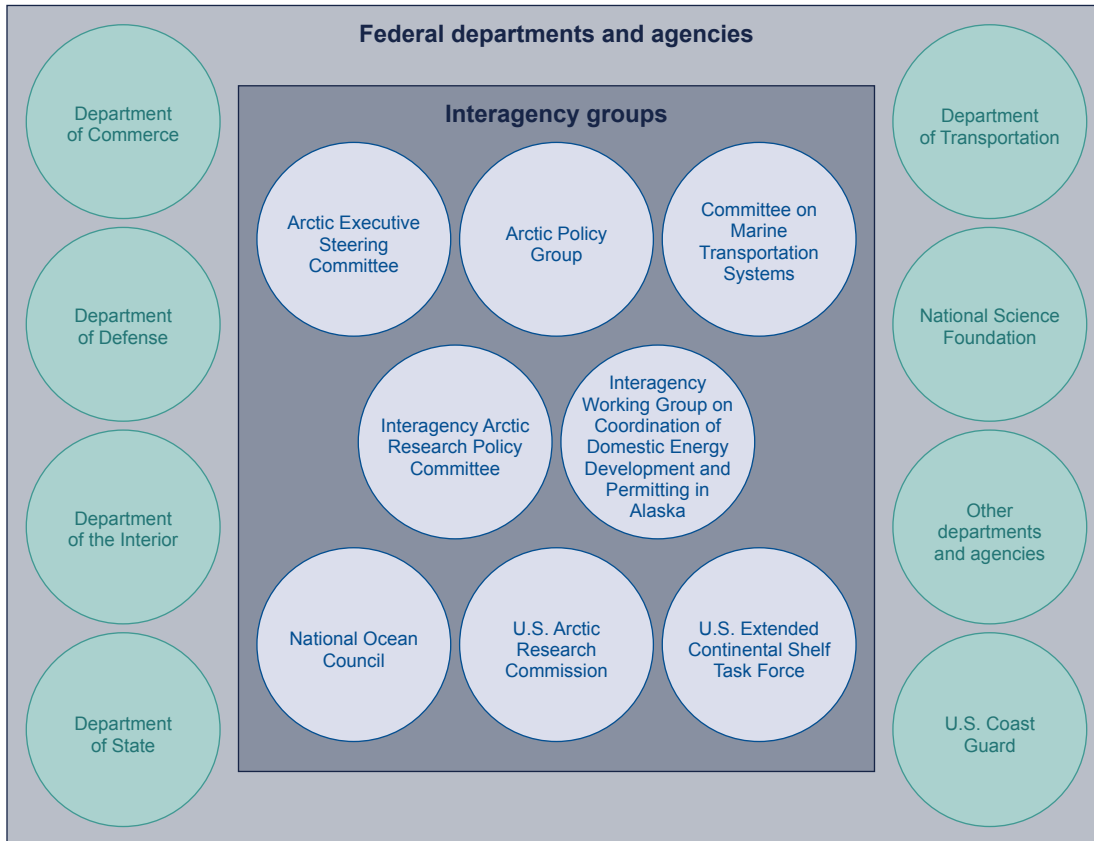 Federal departments and agencies
Department
of Commerce
Department
of Defense
Department
of the Interior
Department
of State
Interagency groups
Arctic Executive
Steering
Committee
Arctic Policy
Group
Committee on
Marine
Transportation
Systems
Interagency Arctic
Research Policy
Committee
Interagency
Working Group on
Coordination of
Domestic Energy
Development and
Permitting in
Alaska
National Ocean
Council
U.S. Arctic
Research
Commission
U.S. Extended
Continental Shelf
Task Force
Department
of Transportation
National Science
Foundation
Other
departments
and agencies
U.S. Coast
Guard